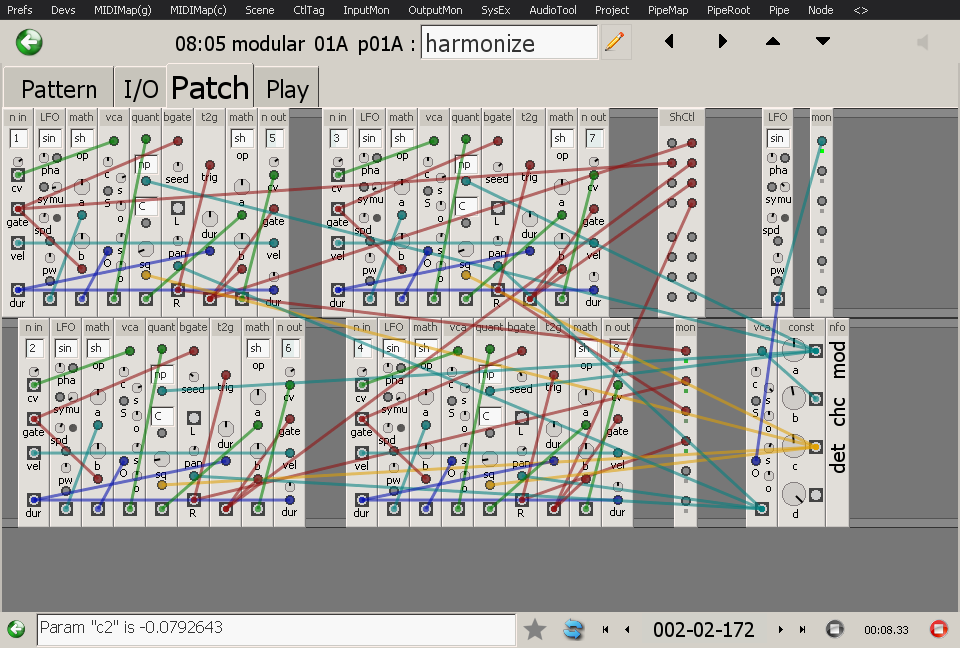 Prefs Devs MIDIMap(g) MIDIMap(c) Scene CtlTag InputMon OutputMon SysEx AudioTool Project PipeMap PipeRoot Pipe Node <>
08:05 modular 01A p01A : harmonize
Pattern I/O Patch Play
n in LFO math vca quant bgate t2g math n out n in LFO math vca quant bgate t2g math n out ShCtl LFO mon
1 sin sh np sh 5 3 sin sh np sh 7 sin
op op op op
cv pha c s seed trig cv cv pha c s seed trig cv pha
symu a S C a symu a S C a symu
gate o L gate gate o L gate
spd dur spd dur spd
vel b O sq pan b vel vel b O sq pan b vel
pw pw pw
dur R dur dur R dur
n in LFO math vca quant bgate t2g math n out n in LFO math vca quant bgate t2g math n out mon vca const nfo
2 sin sh np sh 6 4 sin sh np sh 8
op op op op
cv pha c s seed trig cv cv pha c s seed trig cv c s a mod
symu a S C a symu a S C a S b chc
gate o L gate gate o L gate o
spd dur spd dur
vel b O sq pan b vel vel b O sq pan b vel O s c det
pw pw o
dur R dur dur R dur d
Param "c2" is -0.0792643
002-02-172
00:08.33